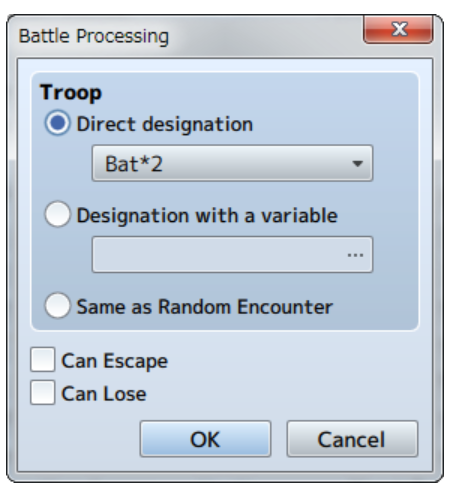 Battle Processing
Troop
Direct designation
Bat*2
Designation with a variable
...
Same as Random Encounter
Can Escape
Can Lose
OK Cancel